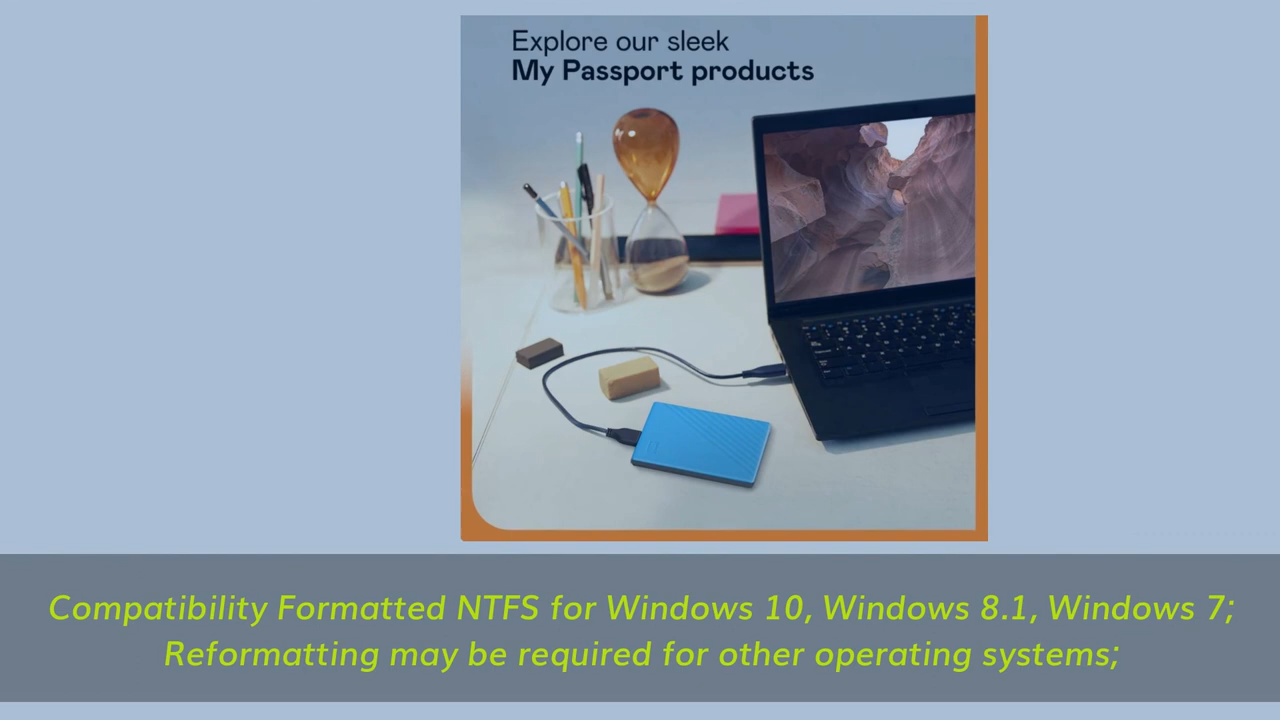 Explore our sleek
My Passport products
Compatibility Formatted NTFS for Windows 10, Windows 8.1, Windows 7;
Reformatting may be required for other operating systems;